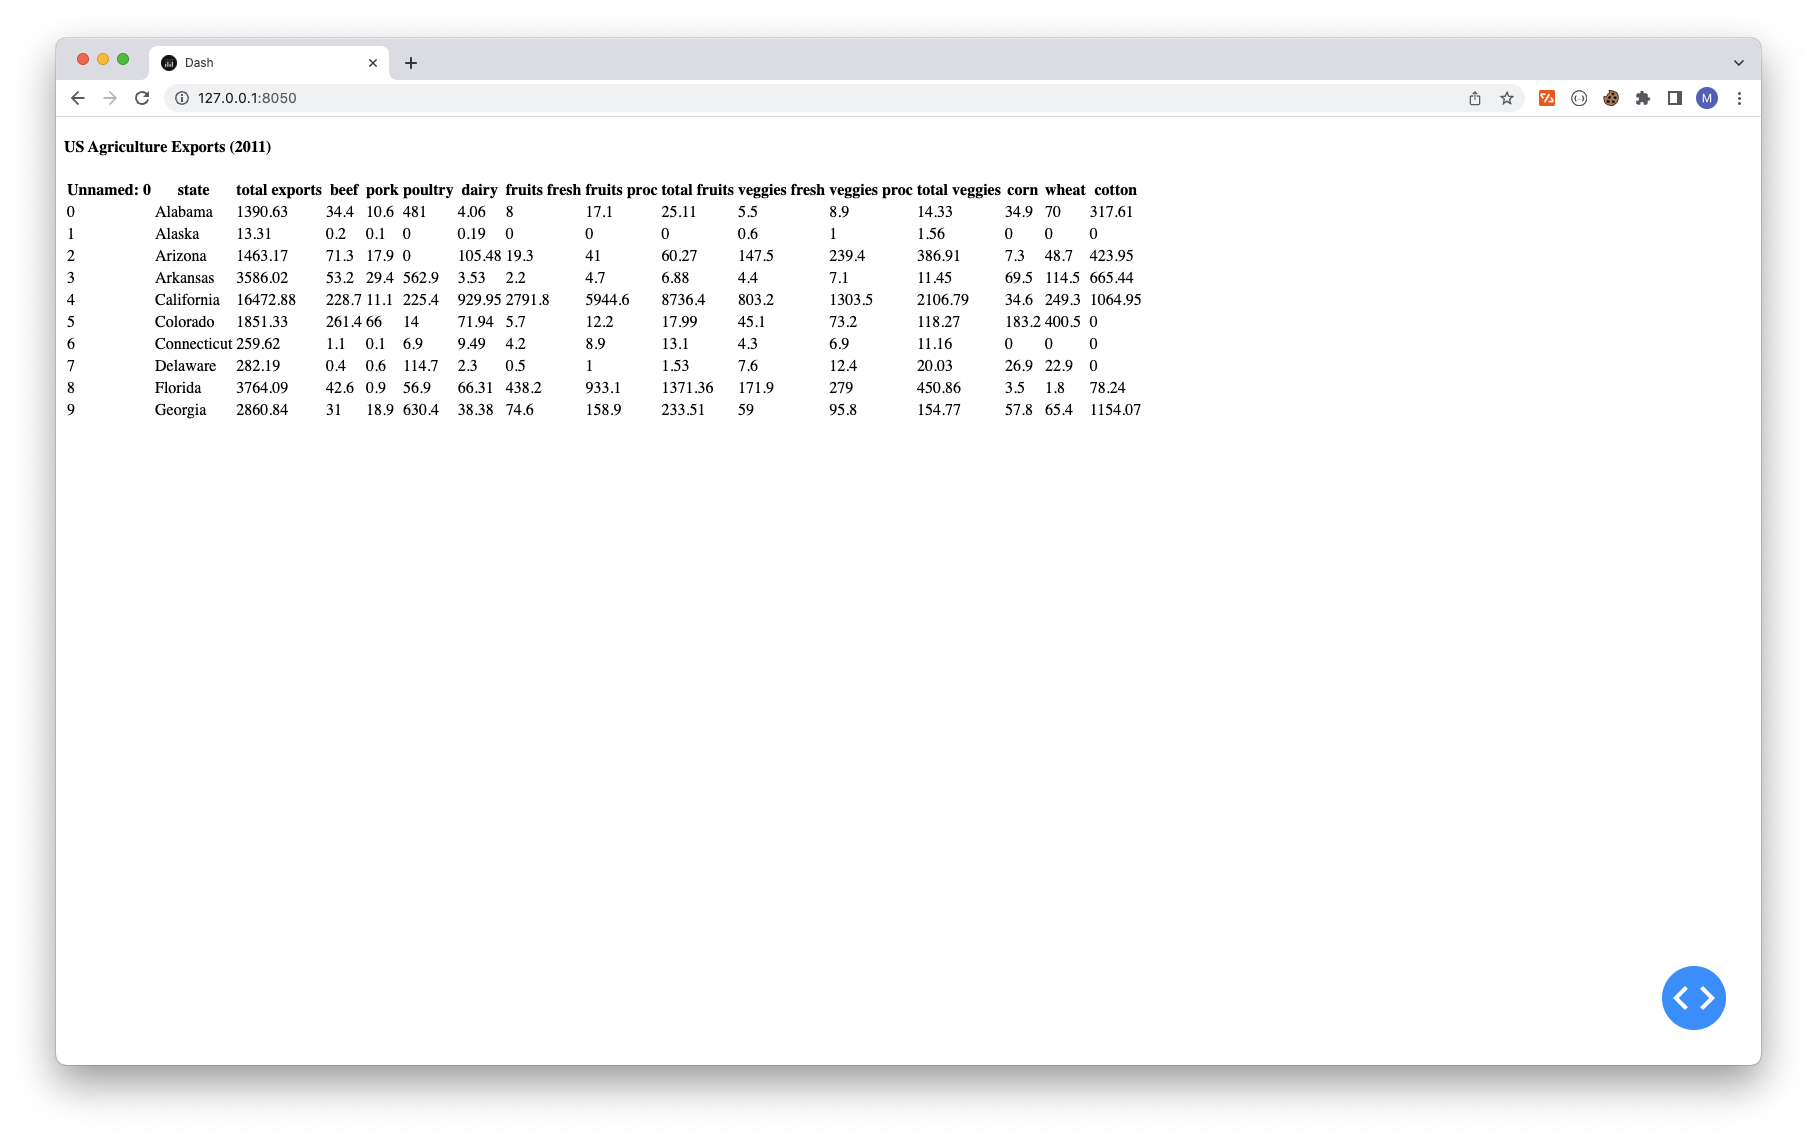 Dash
127.0.0.1:8050
M
US Agriculture Exports (2011)
Unnamed: 0 state total exports beef pork poultry dairy fruits fresh fruits proc total fruits veggies fresh veggies proc total veggies corn wheat cotton
0 Alabama 1390.63 34.4 10.6 481 4.06 8 17.1 25.11 5.5 8.9 14.33 34.9 70 317.61
1 Alaska 13.31 0.2 0.1 0 0.19 0 0 0 0.6 1 1.56 0 0 0
2 Arizona 1463.17 71.3 17.9 0 105.48 19.3 41 60.27 147.5 239.4 386.91 7.3 48.7 423.95
3 Arkansas 3586.02 53.2 29.4 562.9 3.53 2.2 4.7 6.88 4.4 7.1 11.45 69.5 114.5 665.44
4 California 16472.88 228.7 11.1 225.4 929.95 2791.8 5944.6 8736.4 803.2 1303.5 2106.79 34.6 249.3 1064.95
5 Colorado 1851.33 261.4 66 14 71.94 5.7 12.2 17.99 45.1 73.2 118.27 183.2 400.5 0
6 Connecticut 259.62 1.1 0.1 6.9 9.49 4.2 8.9 13.1 4.3 6.9 11.16 0 0 0
7 Delaware 282.19 0.4 0.6 114.7 2.3 0.5 1 1.53 7.6 12.4 20.03 26.9 22.9 0
8 Florida 3764.09 42.6 0.9 56.9 66.31 438.2 933.1 1371.36 171.9 279 450.86 3.5 1.8 78.24
9 Georgia 2860.84 31 18.9 630.4 38.38 74.6 158.9 233.51 59 95.8 154.77 57.8 65.4 1154.07